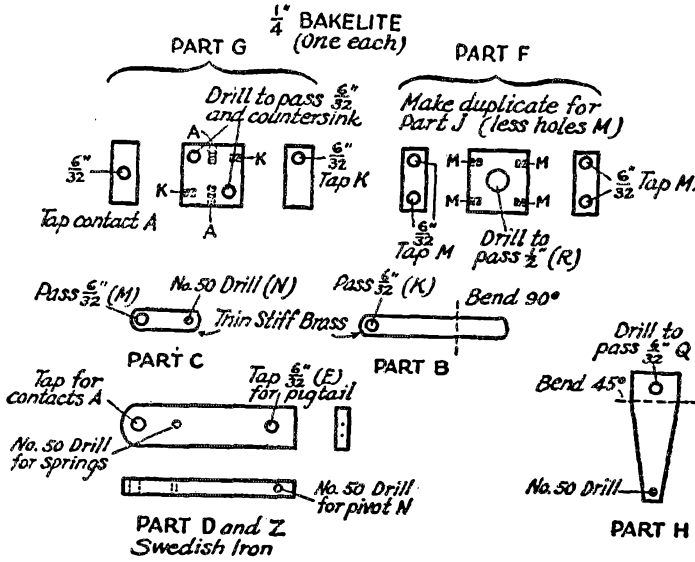 1/4" BAKELITE
(One each)
PART G
PART F
Drill to pass 6/32"
and countersink
Make duplicate for
Part J (less holes M)
A
6/32"
K
K
A
6/32"
Tap K
Tap contact A
M
M
M
M
6/32"
Tap M
6/32" Tap M.
Drill to
pass 1/2" (R)
Pass 6/32" (M)
No. 50 Drill (N)
Thin Stiff Brass
PART C
Pass 6/32" (K)
Bend 90°
PART B
Drill to
pass 6/32" Q
Bend 45°
No. 50 Drill
PART H
Tap for
contacts A
Tap 6/32" (E)
for pigtail
No. 50 Drill
for springs
No. 50 Drill
for pivot N
PART D and Z
Swedish Iron